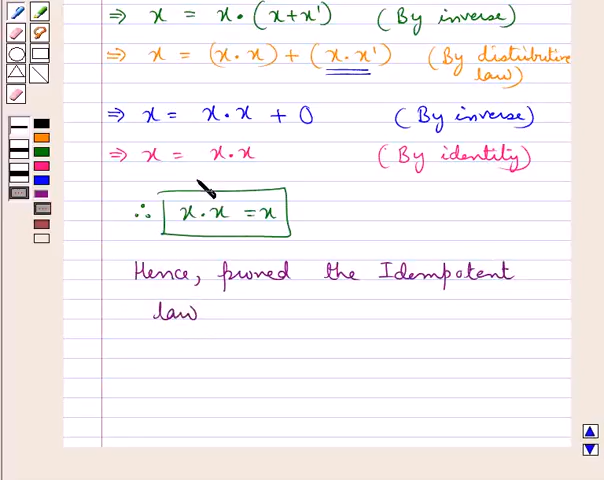 ⇒ x = x · (x + x') (By inverse)
⇒ x = (x · x) + (x · x') (By distributive
law)
⇒ x = x · x + 0 (By inverse)
⇒ x = x · x (By identity)
∴ x · x = x
Hence, proved the Idempotent
law